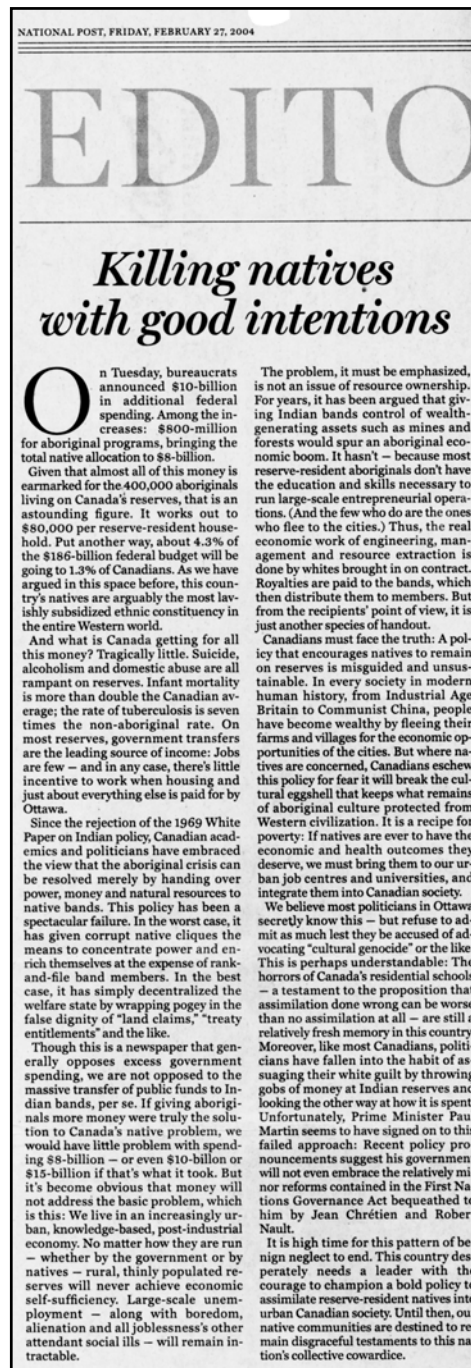 NATIONAL POST, FRIDAY, FEBRUARY 27, 2004
EDITO
Killing natives
with good intentions
On Tuesday, bureaucrats
announced $10-billion
in additional federal
spending. Among the in-
creases: $800-million
for aboriginal programs, bringing the
total native allocation to $8-billion.
Given that almost all of this money is
earmarked for the 400,000 aboriginals
living on Canada's reserves, that is an
astounding figure. It works out to
$80,000 per reserve-resident house-
hold. Put another way, about 4.3% of
the $186-billion federal budget will be
going to 1.3% of Canadians. As we have
argued in this space before, this coun-
try's natives are arguably the most lav-
ishly subsidized ethnic constituency in
the entire Western world.
And what is Canada getting for all
this money? Tragically little. Suicide,
alcoholism and domestic abuse are all
rampant on reserves. Infant mortality
is more than double the Canadian av-
erage; the rate of tuberculosis is seven
times the non-aboriginal rate. On
most reserves, government transfers
are the leading source of income: Jobs
are few — and in any case, there's little
incentive to work when housing and
just about everything else is paid for by
Ottawa.
Since the rejection of the 1969 White
Paper on Indian policy, Canadian acad-
emics and politicians have embraced
the view that the aboriginal crisis can
be resolved merely by handing over
power, money and natural resources to
native bands. This policy has been a
spectacular failure. In the worst case, it
has given corrupt native cliques the
means to concentrate power and en-
rich themselves at the expense of rank-
and-file band members. In the best
case, it has simply decentralized the
welfare state by wrapping pogey in the
false dignity of "land claims," "treaty
entitlements" and the like.
Though this is a newspaper that gen-
erally opposes excess government
spending, we are not opposed to the
massive transfer of public funds to In-
dian bands, per se. If giving aborigi-
nals more money were truly the solu-
tion to Canada's native problem, we
would have little problem with spend-
ing $8-billion — or even $10-billon or
$15-billion if that's what it took. But
it's become obvious that money will
not address the basic problem, which
is this: We live in an increasingly ur-
ban, knowledge-based, post-industrial
economy. No matter how they are run
— whether by the government or by
natives — rural, thinly populated re-
serves will never achieve economic
self-sufficiency. Large-scale unem-
ployment — along with boredom,
alienation and all joblessness's other
attendant social ills — will remain in-
tractable.
The problem, it must be emphasized,
is not an issue of resource ownership.
For years, it has been argued that giv-
ing Indian bands control of wealth-
generating assets such as mines and
forests would spur an aboriginal eco-
nomic boom. It hasn't — because most
reserve-resident aboriginals don't have
the education and skills necessary to
run large-scale entrepreneurial opera-
tions. (And the few who do are the ones
who flee to the cities.) Thus, the real
economic work of engineering, man-
agement and resource extraction is
done by whites brought in on contract.
Royalties are paid to the bands, which
then distribute them to members. But
from the recipients' point of view, it is
just another species of handout.
Canadians must face the truth: A pol-
icy that encourages natives to remain
on reserves is misguided and unsus-
tainable. In every society in modern
human history, from Industrial Age
Britain to Communist China, people
have become wealthy by fleeing their
farms and villages for the economic op-
portunities of the cities. But where na-
tives are concerned, Canadians eschew
this policy for fear it will break the cul-
tural eggshell that keeps what remains
of aboriginal culture protected from
Western civilization. It is a recipe for
poverty: If natives are ever to have the
economic and health outcomes they
deserve, we must bring them to our ur-
ban job centres and universities, and
integrate them into Canadian society.
We believe most politicians in Ottawa
secretly know this — but refuse to ad-
mit as much lest they be accused of ad-
vocating "cultural genocide" or the like
This is perhaps understandable: The
horrors of Canada's residential schools
— a testament to the proposition that
assimilation done wrong can be worse
than no assimilation at all — are still a
relatively fresh memory in this country
Moreover, like most Canadians, politi-
cians have fallen into the habit of as-
suaging their white guilt by throwing
gobs of money at Indian reserves and
looking the other way at how it is spent
Unfortunately, Prime Minister Paul
Martin seems to have signed on to this
failed approach: Recent policy pro-
nouncements suggest his government
will not even embrace the relatively mi
nor reforms contained in the First Na
tions Governance Act bequeathed to
him by Jean Chrétien and Rober
Nault.
It is high time for this pattern of be
nign neglect to end. This country des
perately needs a leader with the
courage to champion a bold policy to
assimilate reserve-resident natives into
urban Canadian society. Until then, ou
native communities are destined to re
main disgraceful testaments to this na
tion's collective cowardice.